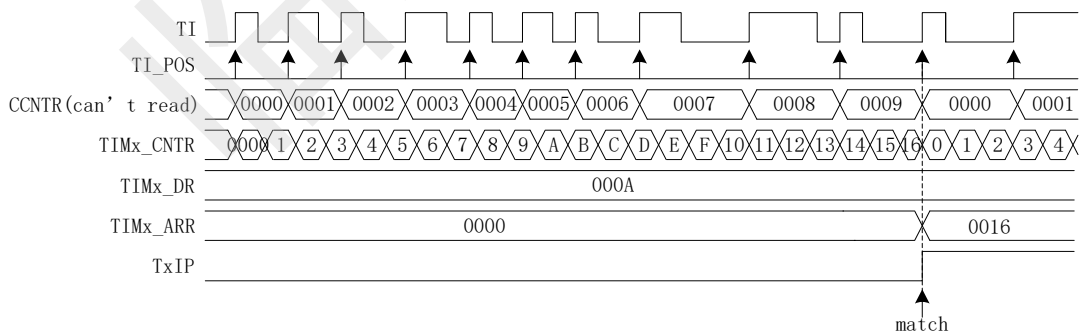 TI
TI_POS
CCNTR(can't read) 0000 0001 0002 0003 0004 0005 0006 0007 0008 0009 0000 0001
TIMx_CNTR 0000 1 2 3 4 5 6 7 8 9 A B C D E F 10 11 12 13 14 15 16 0 1 2 3 4
TIMx_DR 000A
TIMx_ARR 0000 0016
TxIP
match